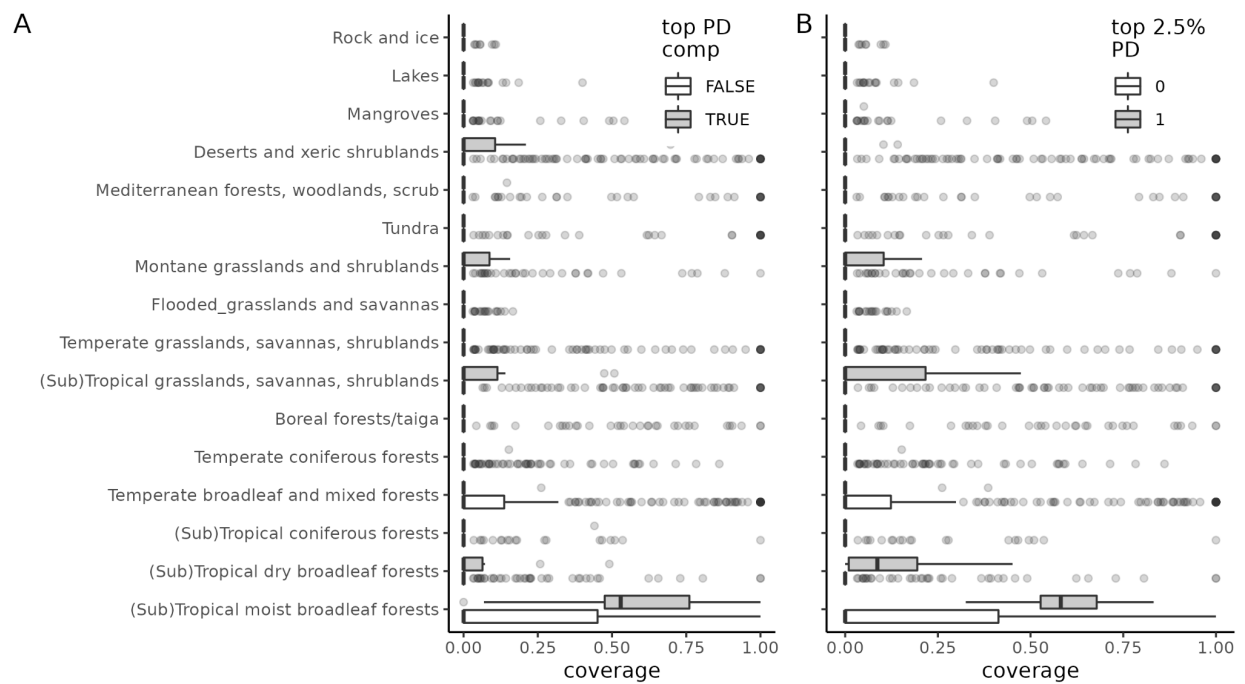 A
B
top PD
comp
FALSE
TRUE
top 2.5%
PD
0
1
Rock and ice
Lakes
Mangroves
Deserts and xeric shrublands
Mediterranean forests, woodlands, scrub
Tundra
Montane grasslands and shrublands
Flooded_grasslands and savannas
Temperate grasslands, savannas, shrublands
(Sub)Tropical grasslands, savannas, shrublands
Boreal forests/taiga
Temperate coniferous forests
Temperate broadleaf and mixed forests
(Sub)Tropical coniferous forests
(Sub)Tropical dry broadleaf forests
(Sub)Tropical moist broadleaf forests
0.00 0.25 0.50 0.75 1.00
coverage
0.00 0.25 0.50 0.75 1.00
coverage